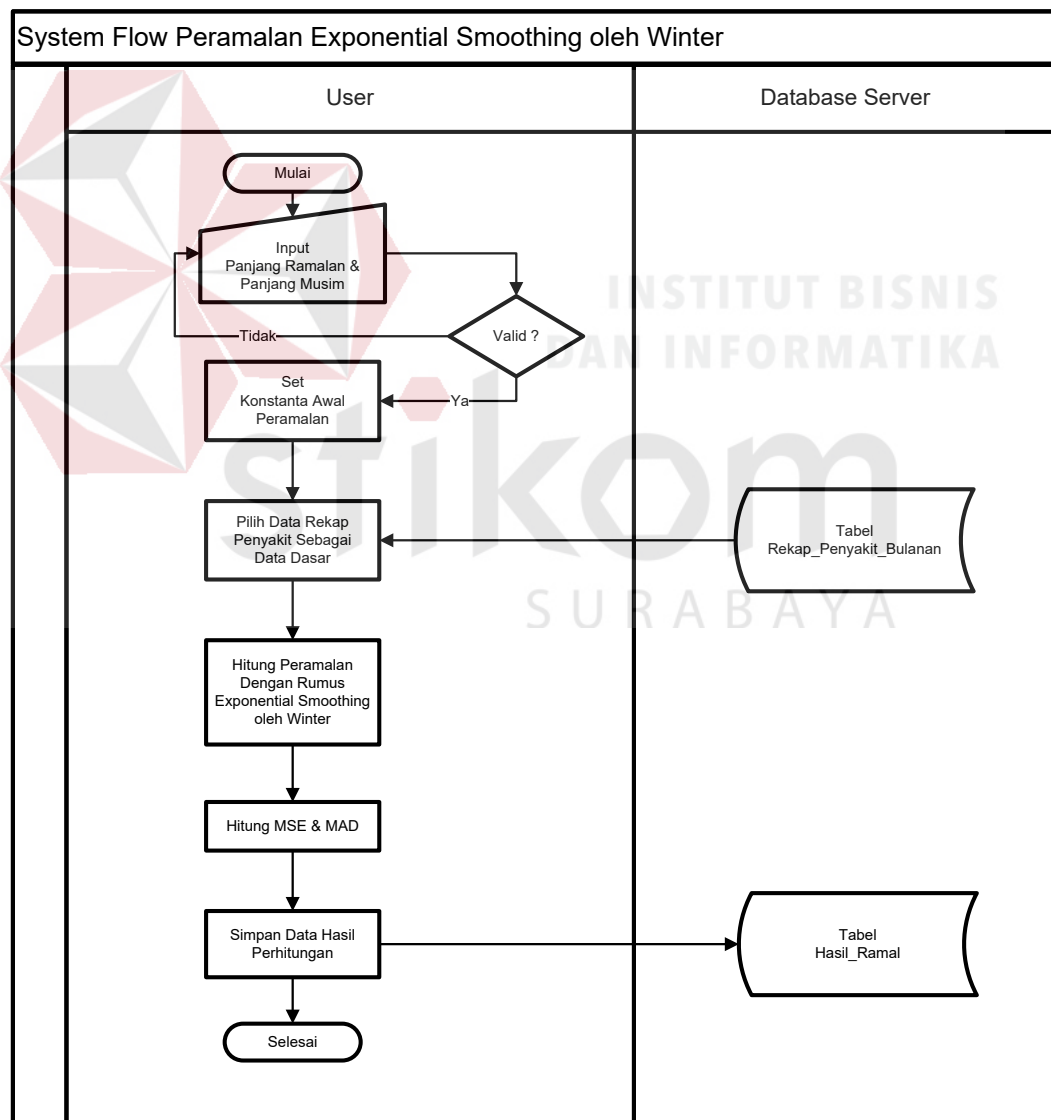 System Flow Peramalan Exponential Smoothing oleh Winter
User
Database Server
Mulai
Input
Panjang Ramalan &
Panjang Musim
Valid ?
Tidak
Ya
Set
Konstanta Awal
Peramalan
Pilih Data Rekap
Penyakit Sebagai
Data Dasar
Tabel
Rekap_Penyakit_Bulanan
Hitung Peramalan
Dengan Rumus
Exponential Smoothing
oleh Winter
Hitung MSE & MAD
Simpan Data Hasil
Perhitungan
Tabel
Hasil_Ramal
Selesai
INSTITUT BISNIS
DAN INFORMATIKA
stikom
SURABAYA